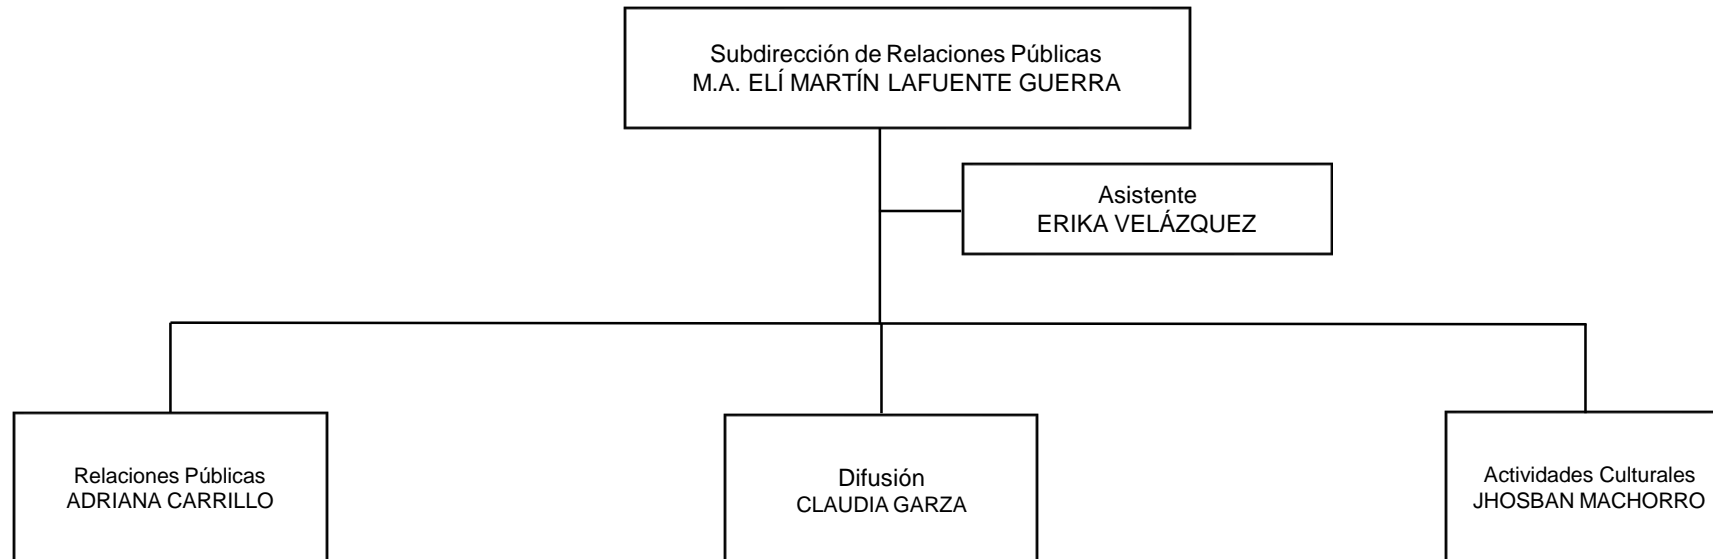 Subdirección de Relaciones Públicas
M.A. ELÍ MARTÍN LAFUENTE GUERRA
Asistente
ERIKA VELÁZQUEZ
Relaciones Públicas
ADRIANA CARRILLO
Difusión
CLAUDIA GARZA
Actividades Culturales
JHOSBAN MACHORRO